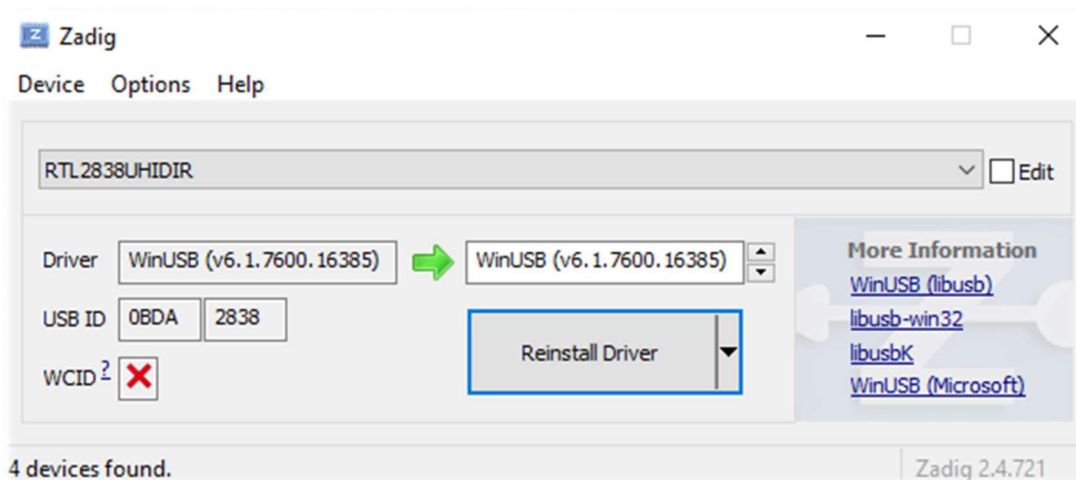 Zadig
Device Options Help
RTL2838UHIDIR
Edit
Driver WinUSB (v6.1.7600.16385) WinUSB (v6.1.7600.16385)
USB ID 0BDA 2838
WCID ?
Reinstall Driver
More Information
WinUSB (libusb)
libusb-win32
libusbK
WinUSB (Microsoft)
4 devices found.
Zadig 2.4.721